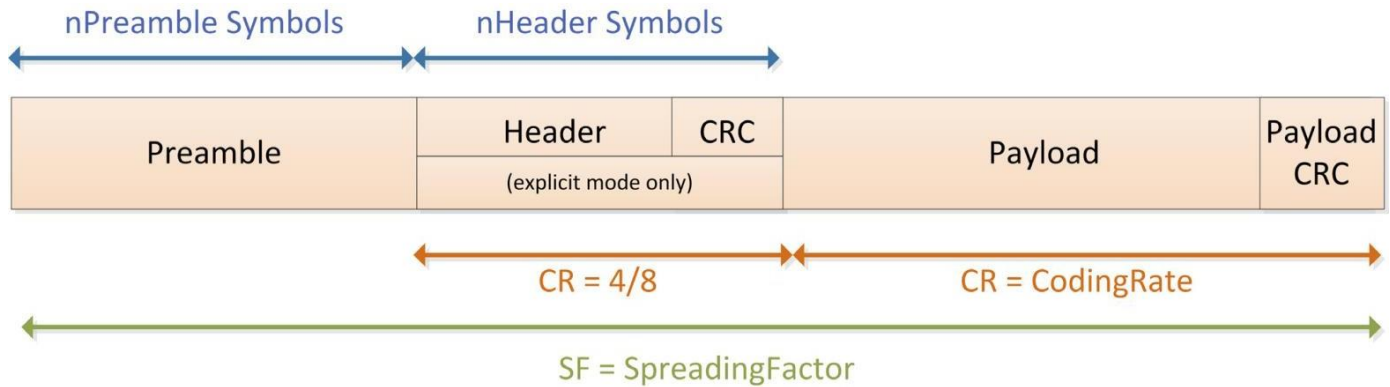 nPreamble Symbols
nHeader Symbols
Preamble
Header
CRC
(explicit mode only)
Payload
Payload
CRC
CR = 4/8
CR = CodingRate
SF = SpreadingFactor